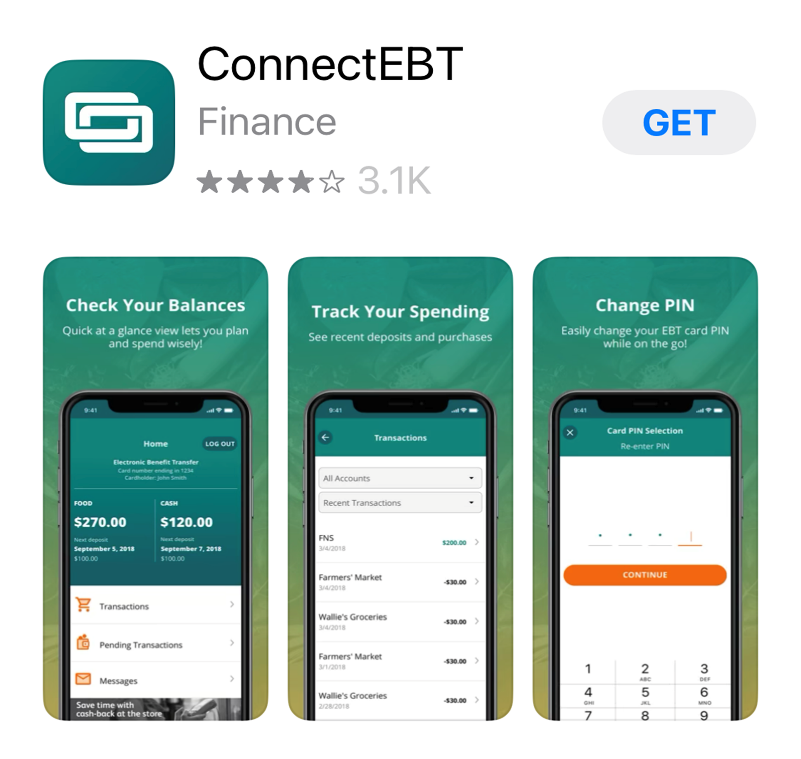 ConnectEBT
Finance
GET
3.1K
Check Your Balances
Quick at a glance view lets you plan
and spend wisely!
9:41
Home
LOG OUT
Electronic Benefit Transfer
Card number ending in 1234
Cardholder: John Smith
FOOD
CASH
$270.00
$120.00
Next deposit
Next deposit
September 5, 2018
September 7, 2018
$100.00
$100.00
Transactions
Pending Transactions
Messages
Save time with
cash-back at the store
Track Your Spending
See recent deposits and purchases
9:41
Transactions
All Accounts
Recent Transactions
FNS
3/4/2018
$200.00
Farmers' Market
3/4/2018
-$30.00
Wallie's Groceries
3/4/2018
-$30.00
Farmers' Market
3/1/2018
-$30.00
Wallie's Groceries
2/28/2018
-$30.00
Change PIN
Easily change your EBT card PIN
while on the go!
9:41
Card PIN Selection
Re-enter PIN
CONTINUE
1 2 3
ABC DEF
4 5 6
GHI JKL MNO
7 8 9